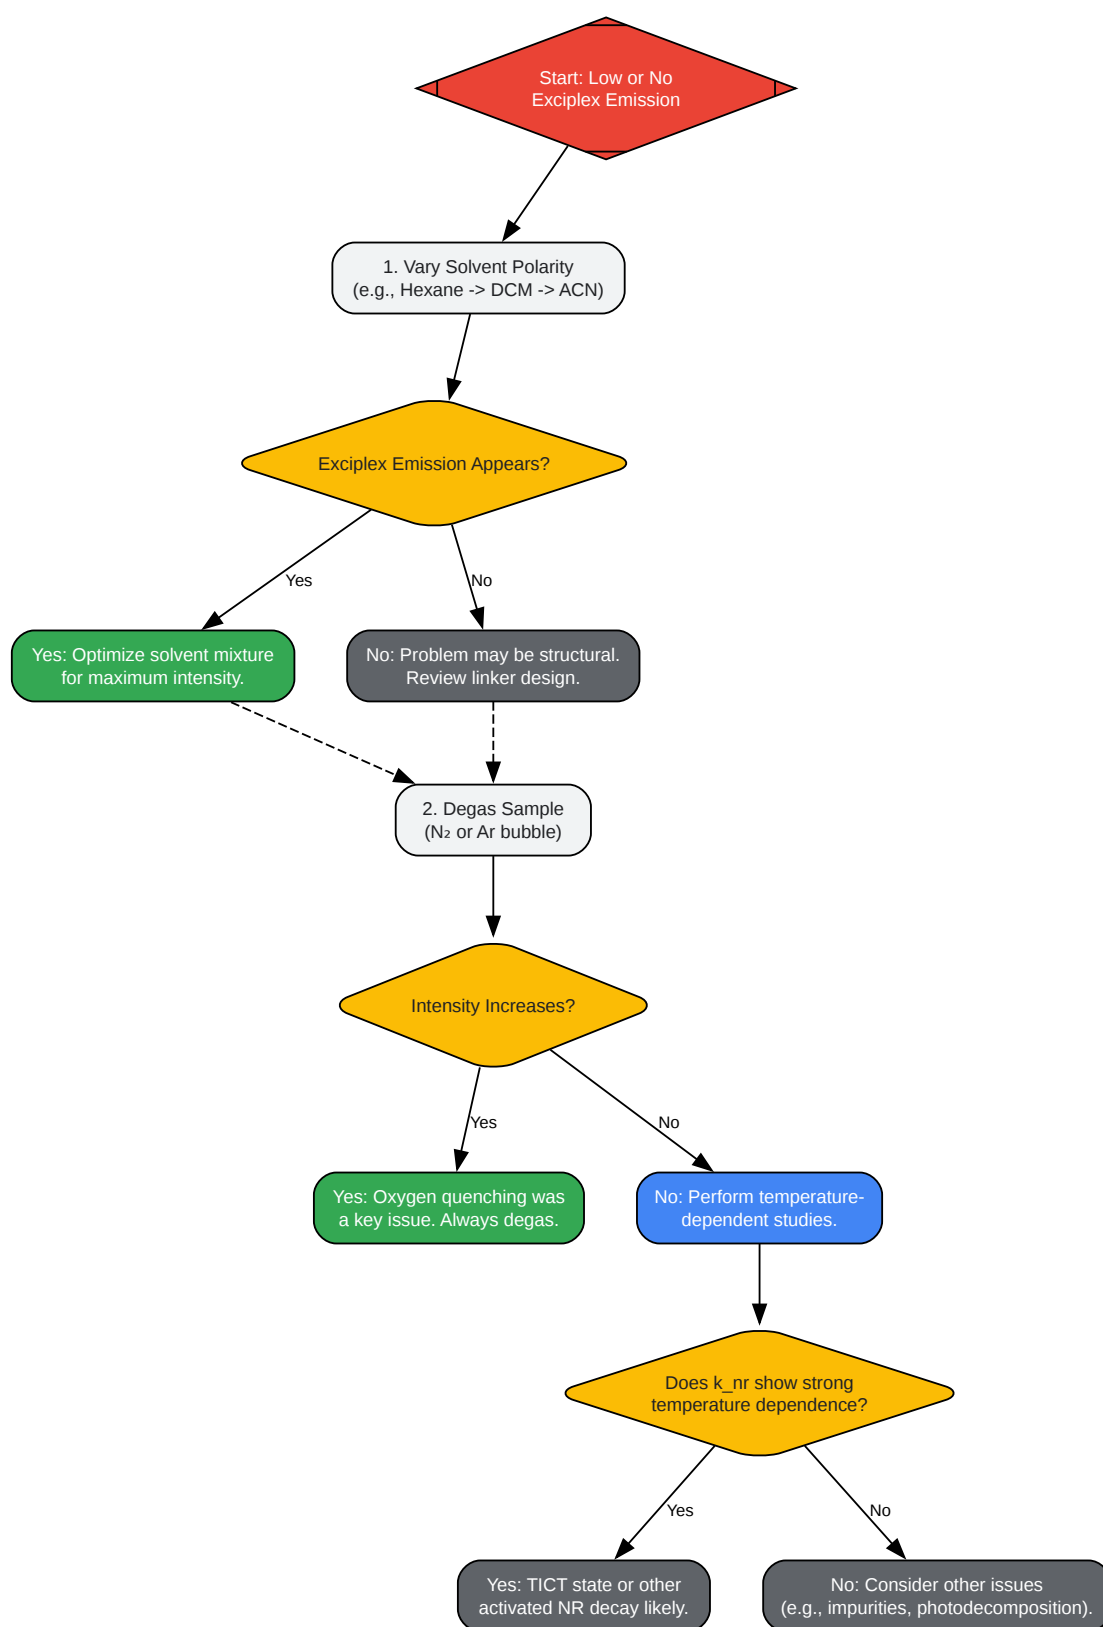 Start: Low or No
Exciplex Emission
1. Vary Solvent Polarity
(e.g., Hexane -> DCM -> ACN)
Exciplex Emission Appears?
Yes
No
Yes: Optimize solvent mixture
for maximum intensity.
No: Problem may be structural.
Review linker design.
2. Degas Sample
(N₂ or Ar bubble)
Intensity Increases?
Yes
No
Yes: Oxygen quenching was
a key issue. Always degas.
No: Perform temperature-
dependent studies.
Does k_nr show strong
temperature dependence?
Yes
No
Yes: TICT state or other
activated NR decay likely.
No: Consider other issues
(e.g., impurities, photodecomposition).